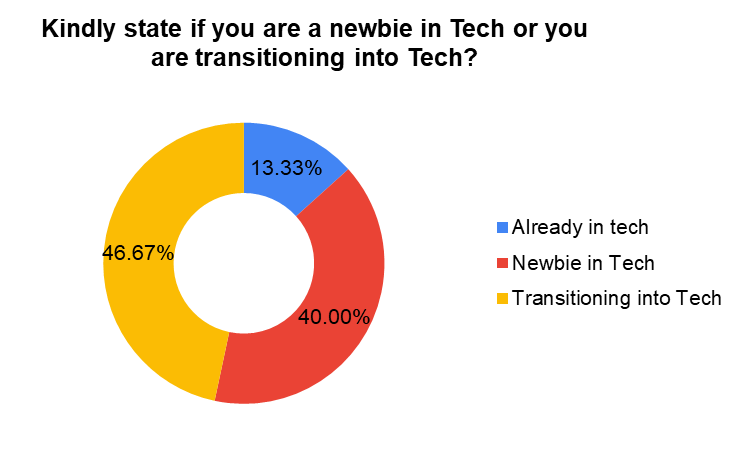 Kindly state if you are a newbie in Tech or you
are transitioning into Tech?
13.33%
46.67%
40.00%
Already in tech
Newbie in Tech
Transitioning into Tech